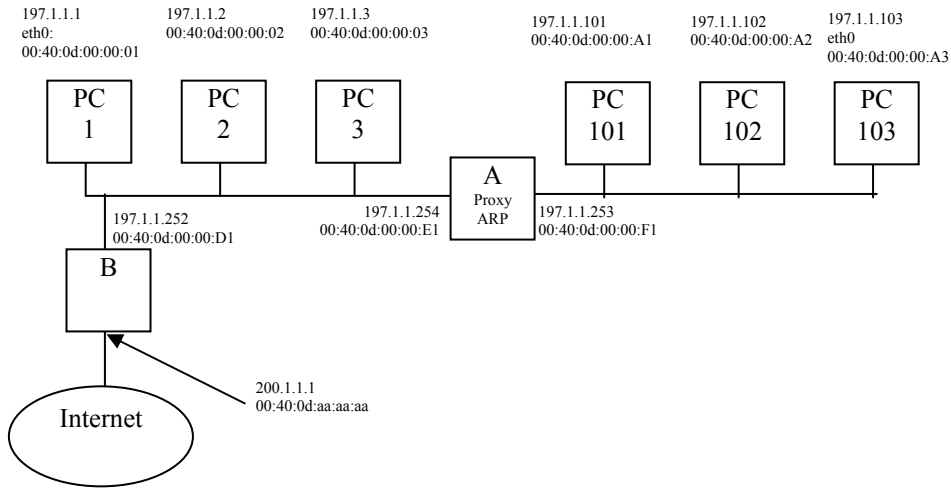 197.1.1.1
eth0:
00:40:0d:00:00:01
197.1.1.2
00:40:0d:00:00:02
197.1.1.3
00:40:0d:00:00:03
197.1.1.101
00:40:0d:00:00:A1
197.1.1.102
00:40:0d:00:00:A2
197.1.1.103
eth0
00:40:0d:00:00:A3
PC
1
PC
2
PC
3
PC
101
PC
102
PC
103
A
Proxy
ARP
197.1.1.252
00:40:0d:00:00:D1
197.1.1.254
00:40:0d:00:00:E1
197.1.1.253
00:40:0d:00:00:F1
B
200.1.1.1
00:40:0d:aa:aa:aa
Internet